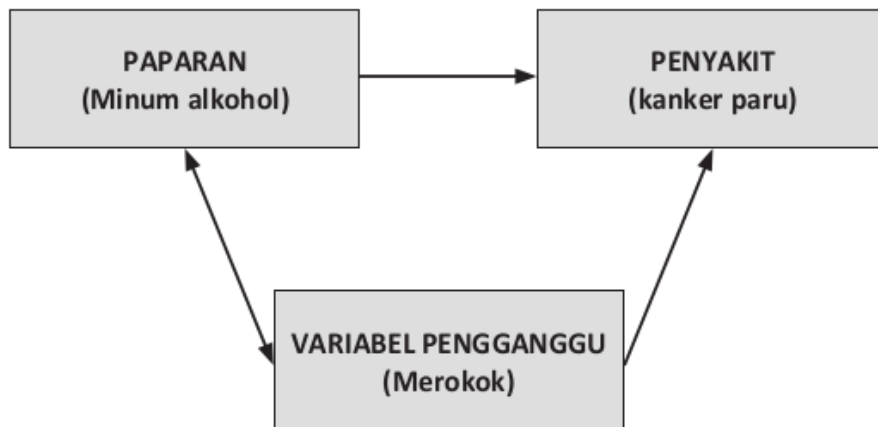 PAPARAN
(Minum alkohol)
PENYAKIT
(kanker paru)
VARIABEL PENGGANGGU
(Merokok)